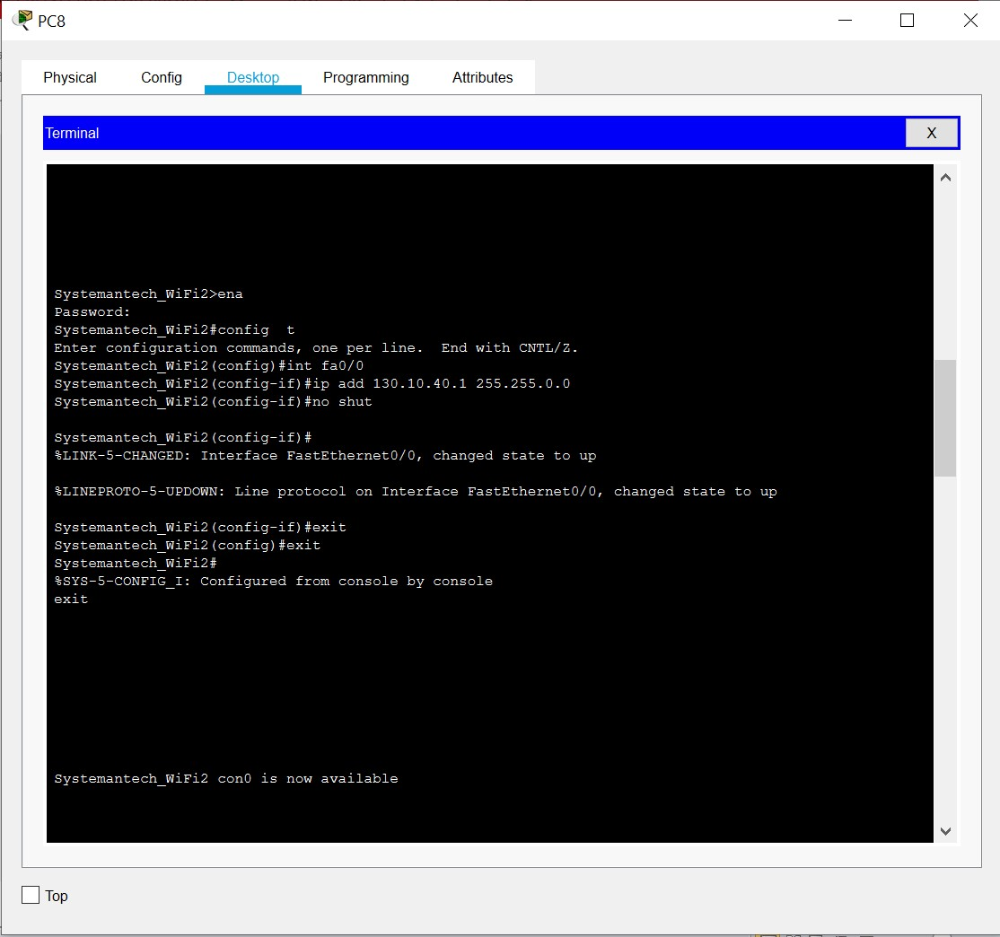 PC8
Physical Config Desktop Programming Attributes
Terminal X
Systemantech_WiFi2>ena
Password:
Systemantech_WiFi2#config  t
Enter configuration commands, one per line.  End with CNTL/Z.
Systemantech_WiFi2(config)#int fa0/0
Systemantech_WiFi2(config-if)#ip add 130.10.40.1 255.255.0.0
Systemantech_WiFi2(config-if)#no shut
Systemantech_WiFi2(config-if)#
%LINK-5-CHANGED: Interface FastEthernet0/0, changed state to up
%LINEPROTO-5-UPDOWN: Line protocol on Interface FastEthernet0/0, changed state to up
Systemantech_WiFi2(config-if)#exit
Systemantech_WiFi2(config)#exit
Systemantech_WiFi2#
%SYS-5-CONFIG_I: Configured from console by console
exit
Systemantech_WiFi2 con0 is now available
Top